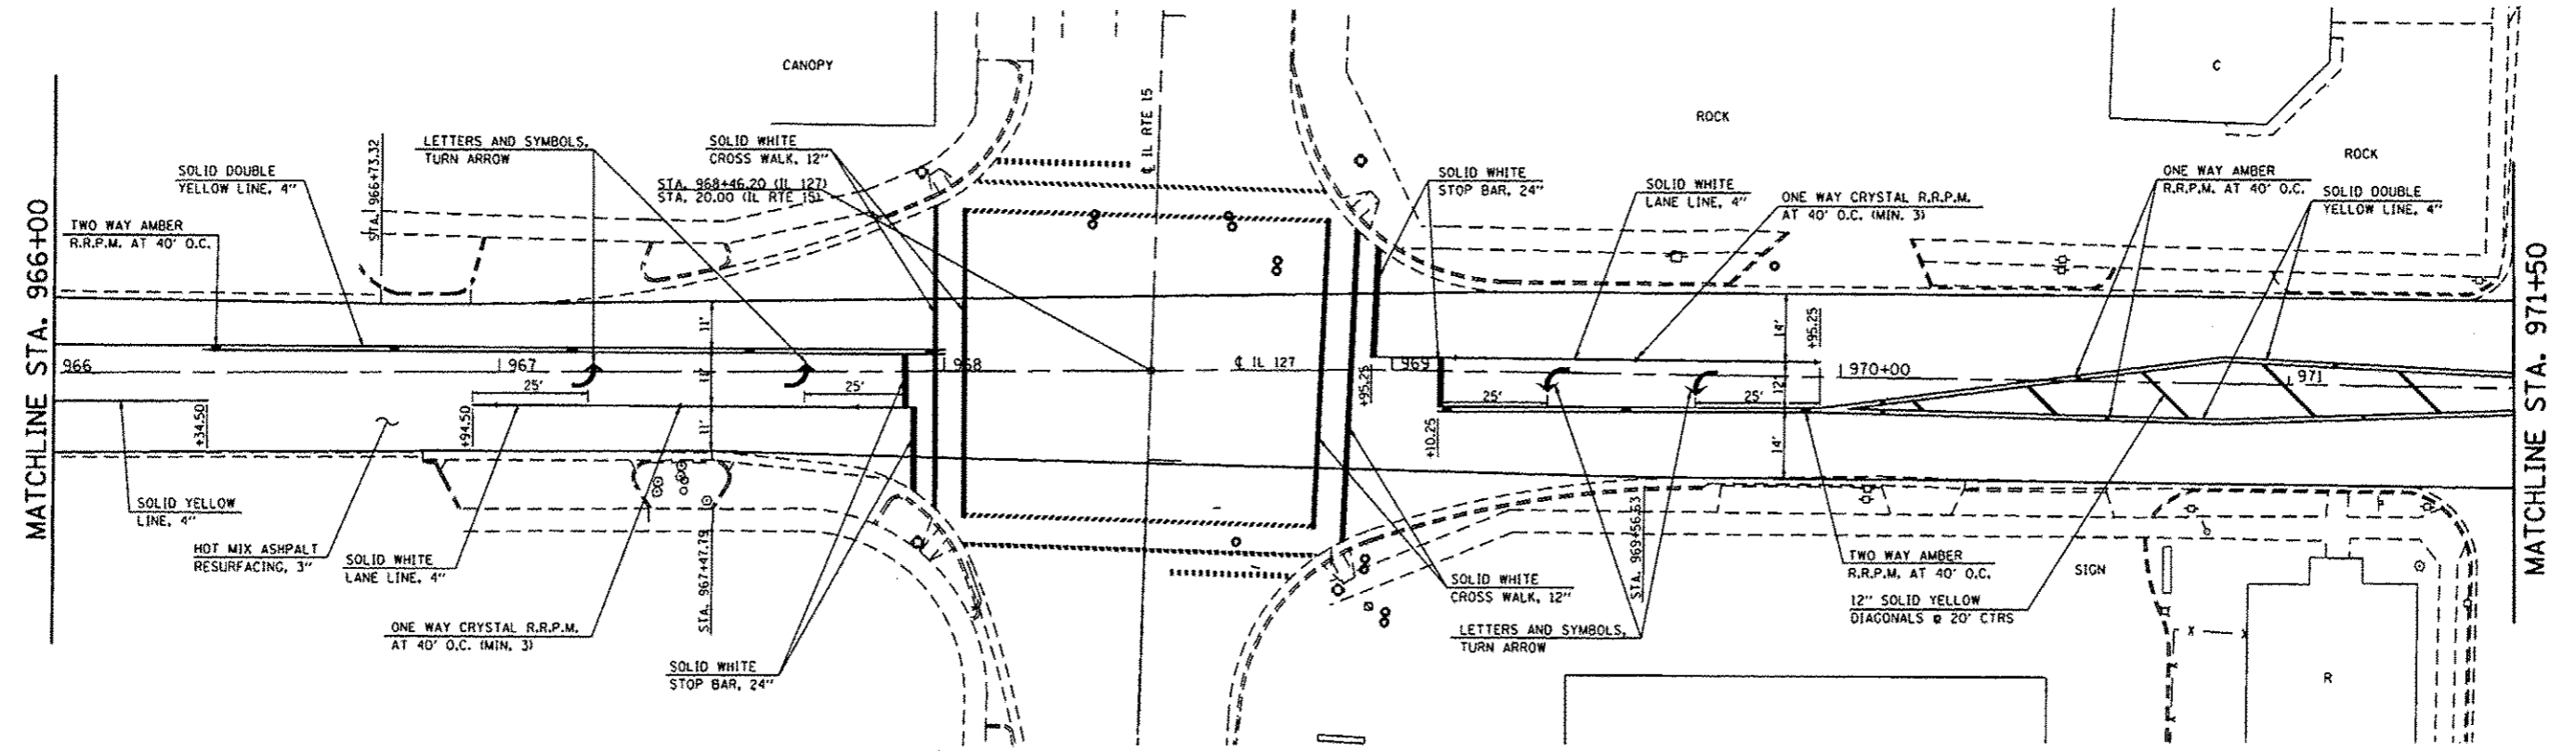 MATCHLINE STA. 966+00
CANOPY
STA. 966+73.32
LETTERS AND SYMBOLS,
TURN ARROW
SOLID WHITE
CROSS WALK, 12"
STA. 968+46.20 (IL 127)
STA. 20.00 (IL RTE 15)
SOLID DOUBLE
YELLOW LINE, 4"
TWO WAY AMBER
R.R.P.M. AT 40' O.C.
℄ IL RTE 15
ROCK
C
ROCK
SOLID WHITE
STOP BAR, 24"
SOLID WHITE
LANE LINE, 4"
ONE WAY CRYSTAL R.R.P.M.
AT 40' O.C. (MIN. 3)
ONE WAY AMBER
R.R.P.M. AT 40' O.C.
SOLID DOUBLE
YELLOW LINE, 4"
MATCHLINE STA. 971+50
966
967
968
℄ IL 127
969
970+00
971
11'
11'
11'
25'
25'
25'
25'
14'
12'
14'
+34.50
+94.50
+95.25
+10.25
+95.25
SOLID YELLOW
LINE, 4"
HOT MIX ASHPALT
RESURFACING, 3"
SOLID WHITE
LANE LINE, 4"
ONE WAY CRYSTAL R.R.P.M.
AT 40' O.C. (MIN. 3)
STA. 967+47.79
SOLID WHITE
STOP BAR, 24"
SOLID WHITE
CROSS WALK, 12"
LETTERS AND SYMBOLS,
TURN ARROW
STA. 969+56.63
TWO WAY AMBER
R.R.P.M. AT 40' O.C.
12" SOLID YELLOW
DIAGONALS @ 20' CTRS
SIGN
R
X
X
X
X